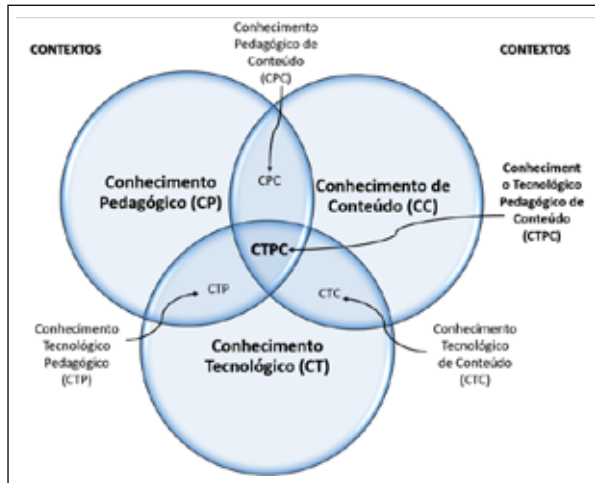 Conhecimento
Pedagógico de
Conteúdo
(CPC)
CONTEXTOS
CONTEXTOS
CPC
Conhecimento
Pedagógico (CP)
Conhecimento de
Conteúdo (CC)
Conheciment
o Tecnológico
Pedagógico de
Conteúdo
(CTPC)
CTPC
CTP
CTC
Conhecimento
Tecnológico
Pedagógico
(CTP)
Conhecimento
Tecnológico (CT)
Conhecimento
Tecnológico
de Conteúdo
(CTC)